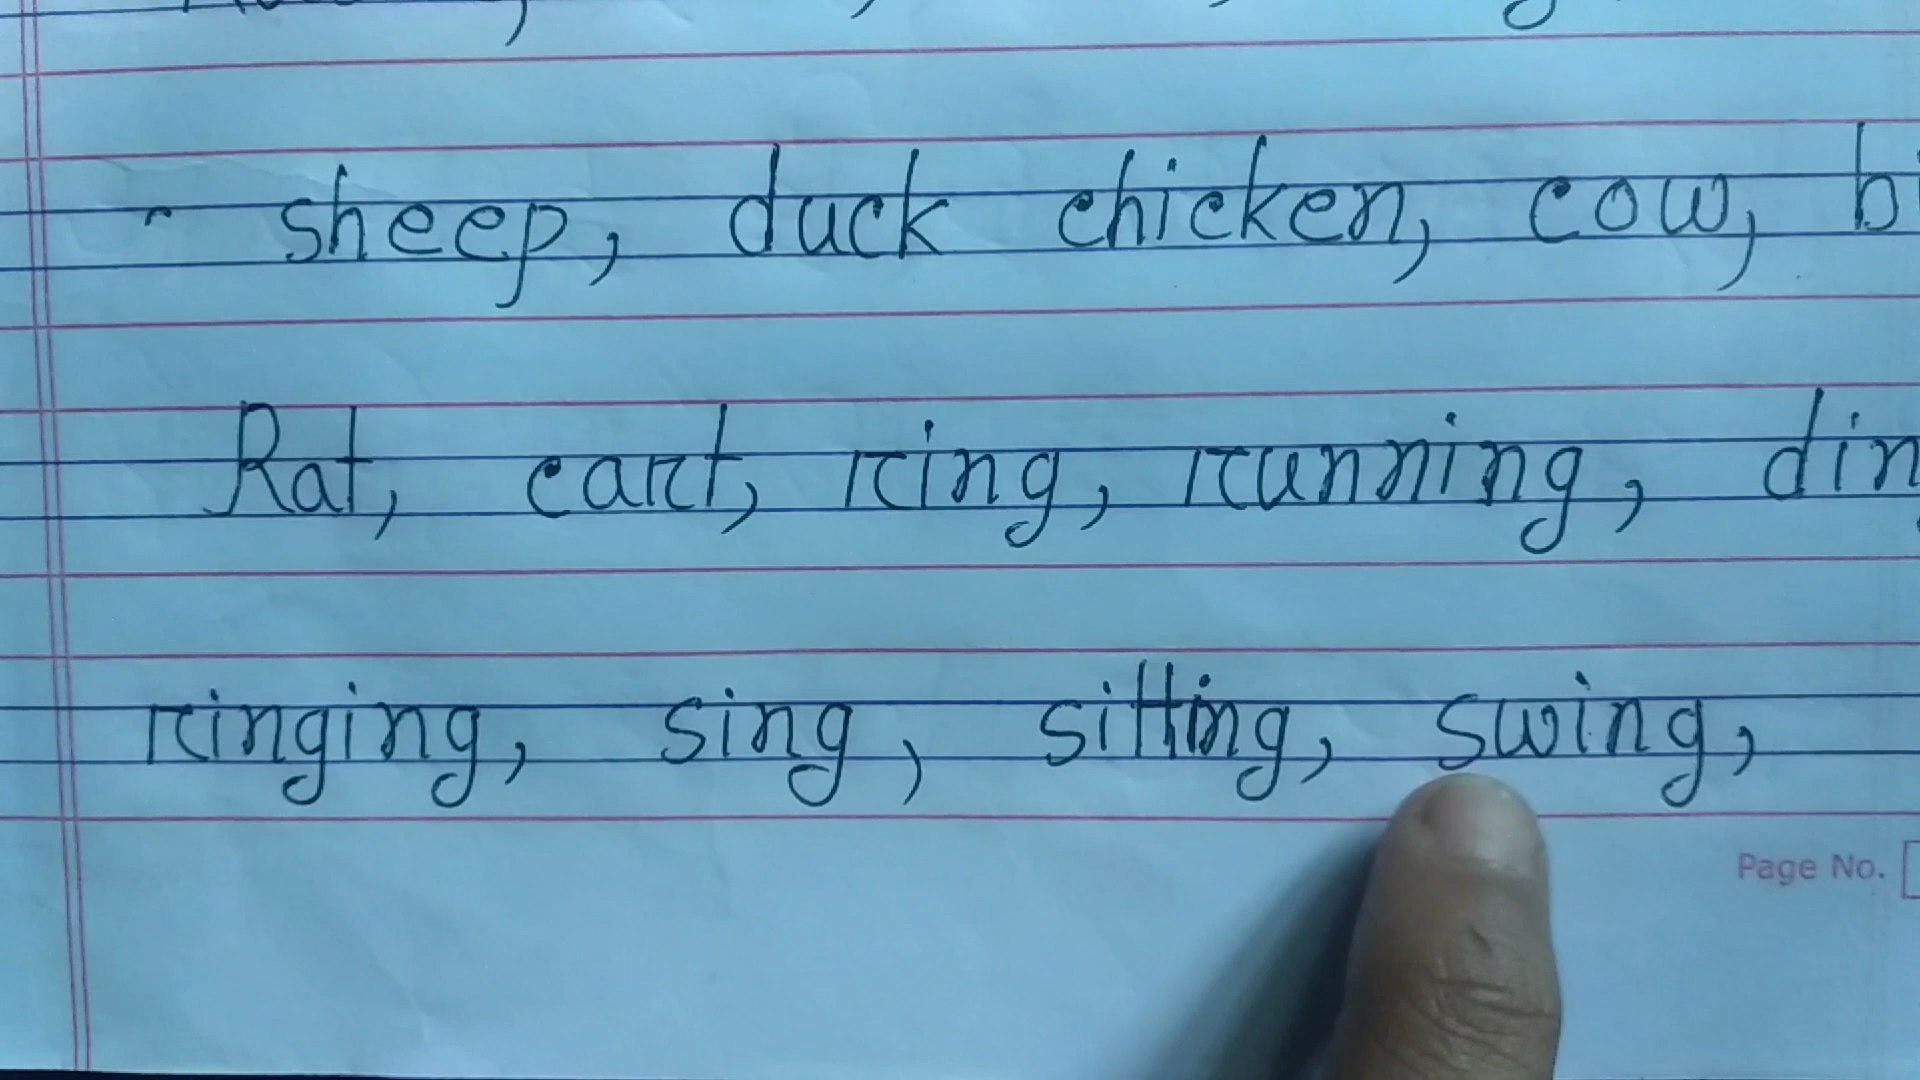 sheep, duck chicken, cow,
Rat, cart, ring, running,
ringing, sing, sitting, swing,
Page No.